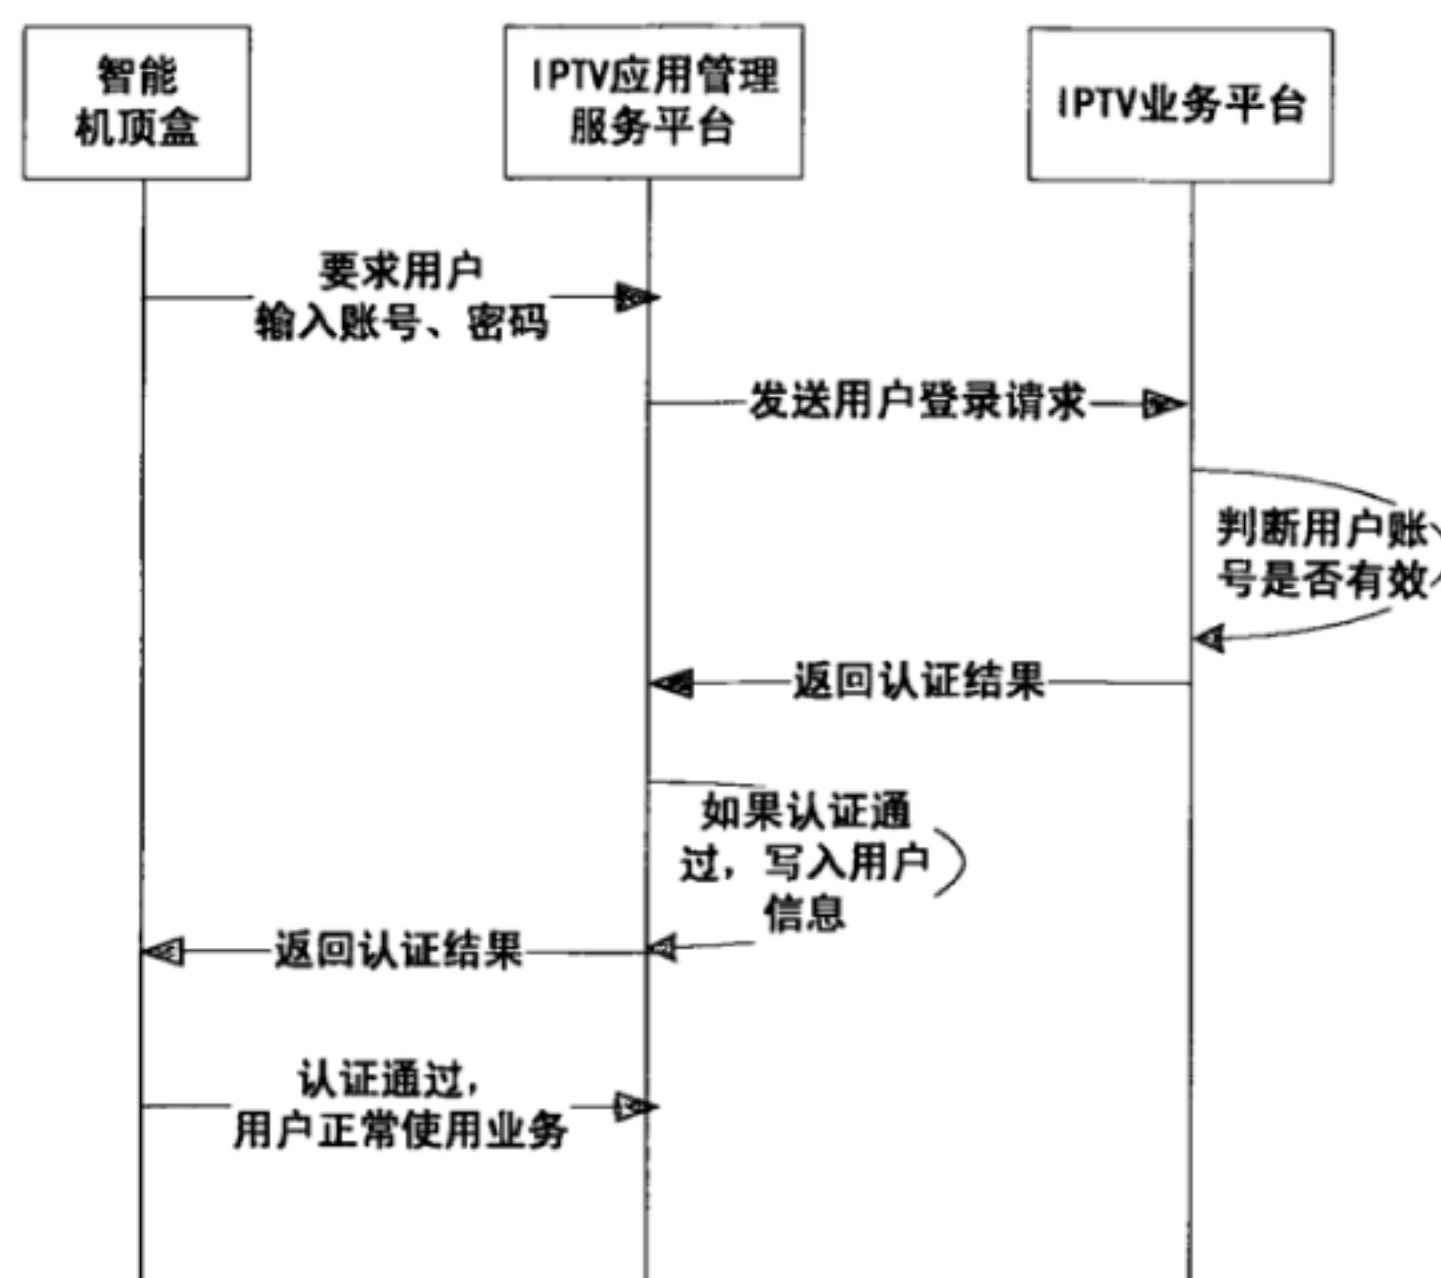 智能
机顶盒
IPTV应用管理
服务平台
IPTV业务平台
要求用户
输入账号、密码
发送用户登录请求
判断用户账
号是否有效
返回认证结果
如果认证通
过，写入用户
信息
返回认证结果
认证通过，
用户正常使用业务